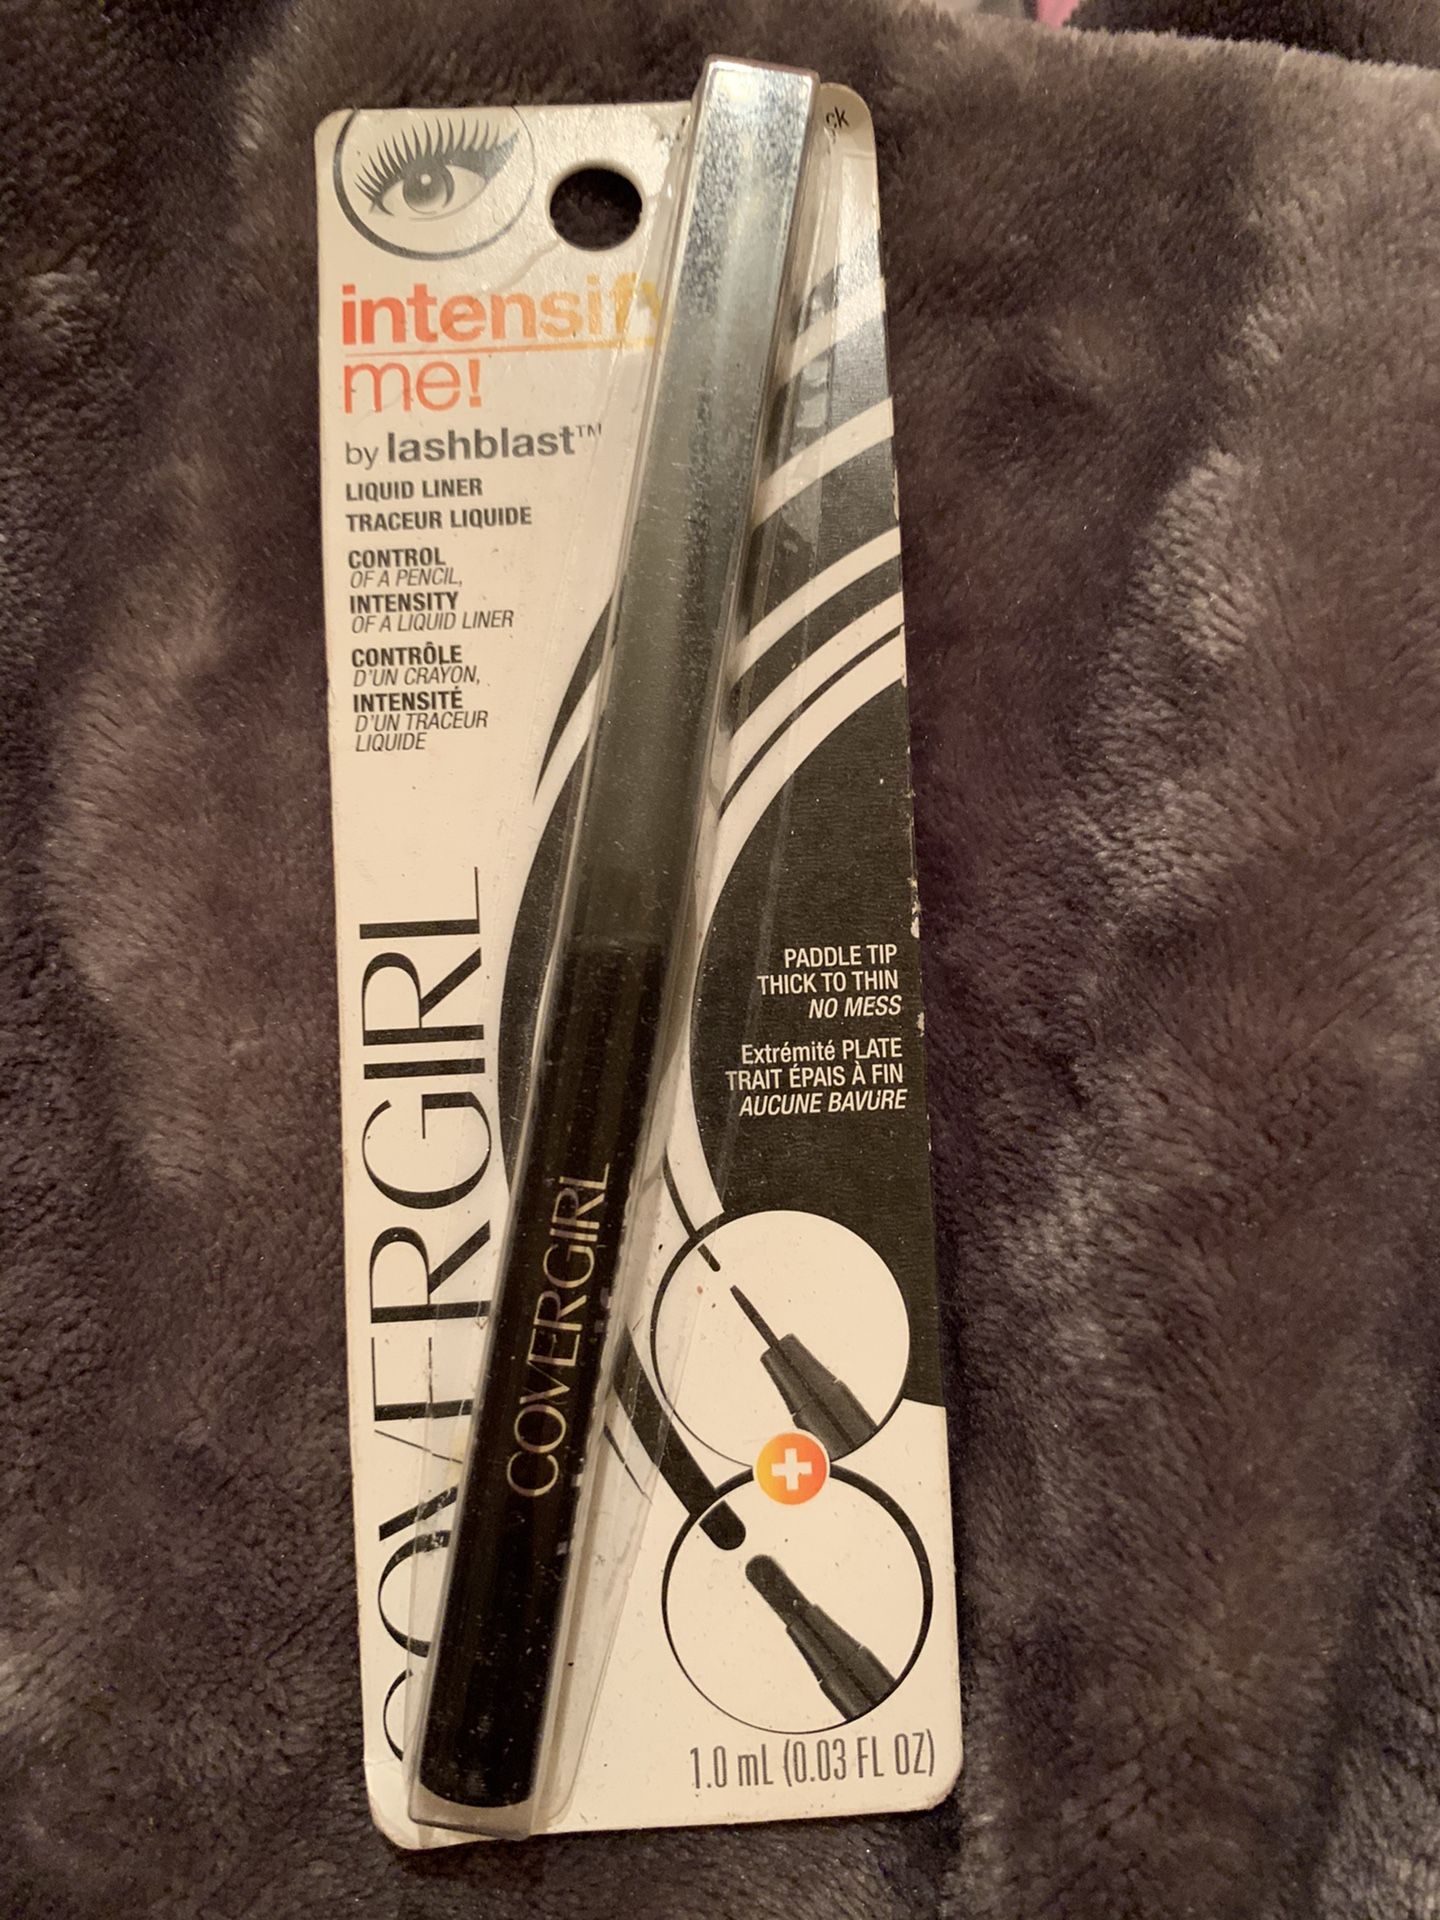 intensify
me!
by lashblast™
LIQUID LINER
TRACEUR LIQUIDE
CONTROL
OF A PENCIL,
INTENSITY
OF A LIQUID LINER
CONTRÔLE
D'UN CRAYON,
INTENSITÉ
D'UN TRACEUR
LIQUIDE
COVERGIRL
COVERGIRL
PADDLE TIP
THICK TO THIN
NO MESS
Extrémité PLATE
TRAIT ÉPAIS À FIN
AUCUNE BAVURE
1.0 mL (0.03 FL OZ)